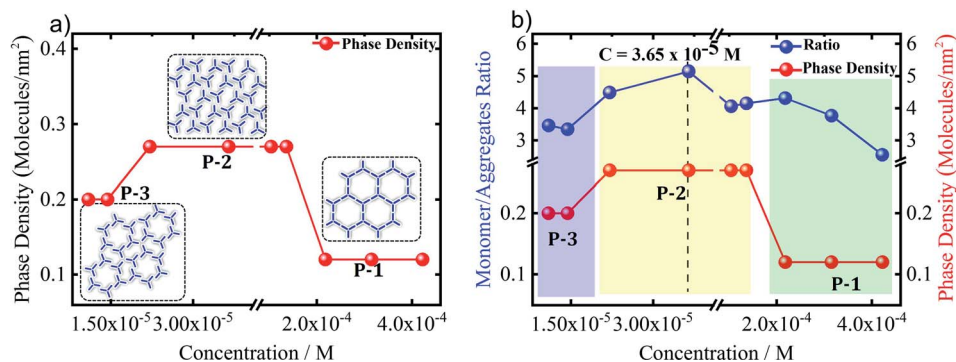 a)
Phase Density (Molecules/nm²)
0.4
0.3
0.2
0.1
Phase Density
P-2
P-3
P-1
1.50x10⁻⁵
3.00x10⁻⁵
2.0x10⁻⁴
4.0x10⁻⁴
Concentration / M
b)
Monomer/Aggregates Ratio
6
5
4
3
0.2
0.1
C = 3.65 x 10⁻⁵ M
Ratio
Phase Density
P-2
P-3
P-1
6
5
4
3
0.2
0.1
Phase Density (Molecules/nm²)
1.50x10⁻⁵
3.00x10⁻⁵
2.0x10⁻⁴
4.0x10⁻⁴
Concentration / M